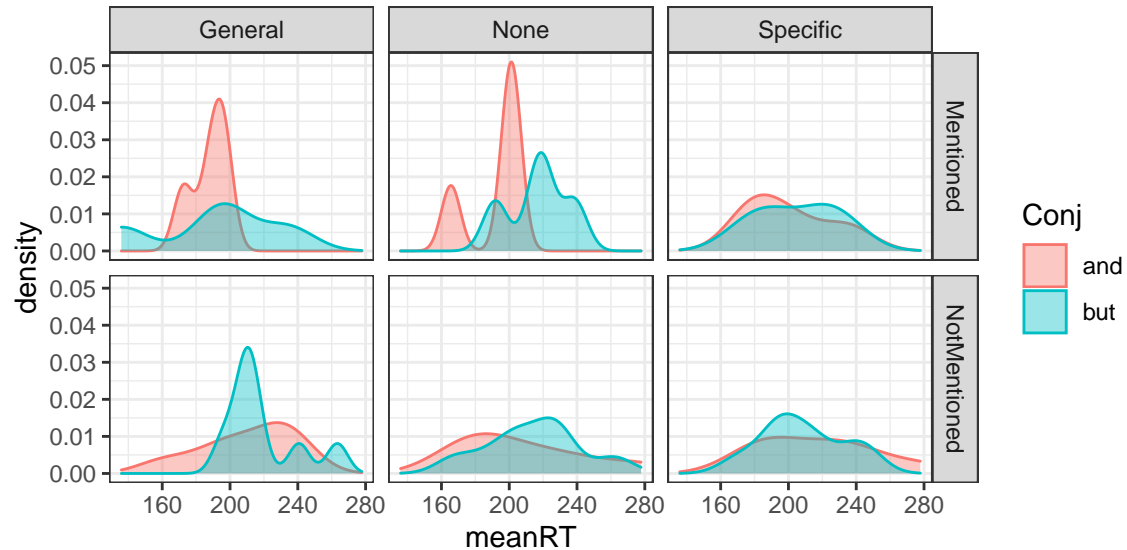 General None Specific
0.05
0.04
0.03
0.02
0.01
0.00
Mentioned
0.05
0.04
0.03
0.02
0.01
0.00
NotMentioned
density
160 200 240 280 160 200 240 280 160 200 240 280
meanRT
Conj
and
but